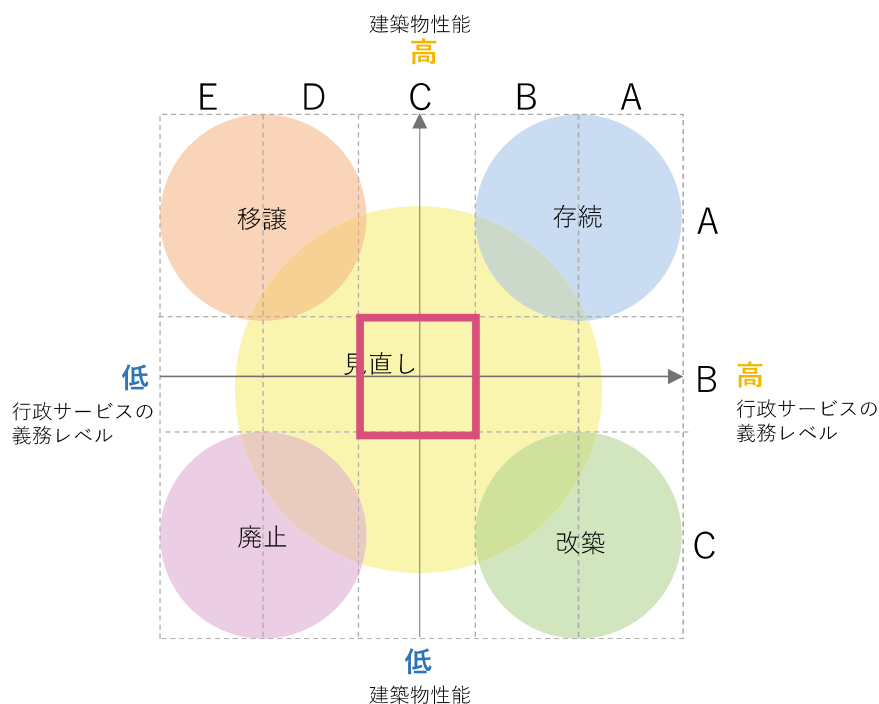 建築物性能
高
E D C B A
移譲
存続
A
見直し
低
B
高
行政サービスの
義務レベル
行政サービスの
義務レベル
廃止
改築
C
低
建築物性能